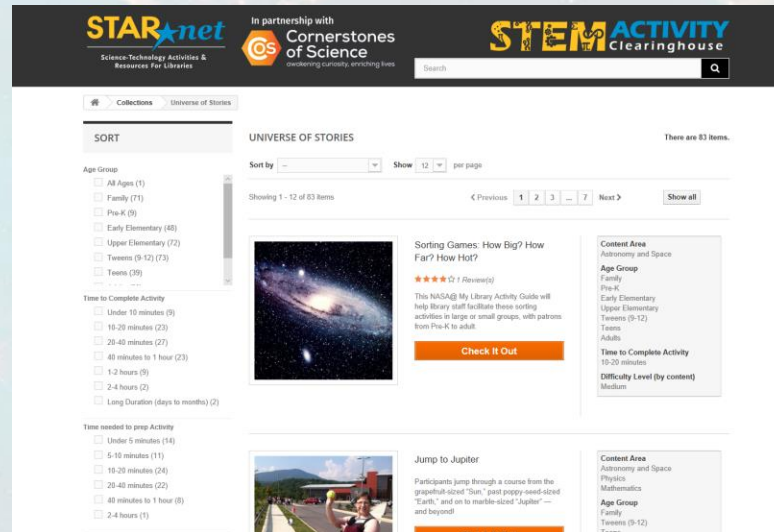 STAR net
Science-Technology Activities &
Resources For Libraries
In partnership with
COS
Cornerstones
of Science
awakening curiosity, enriching lives
STEM ACTIVITY
Clearinghouse
Search
Collections
Universe of Stories
SORT
Age Group
All Ages (1)
Family (71)
Pre-K (9)
Early Elementary (48)
Upper Elementary (72)
Tweens (9-12) (73)
Teens (39)
Time to Complete Activity
Under 10 minutes (9)
10-20 minutes (23)
20-40 minutes (27)
40 minutes to 1 hour (23)
1-2 hours (9)
2-4 hours (2)
Long Duration (days to months) (2)
Time needed to prep Activity
Under 5 minutes (14)
5-10 minutes (11)
10-20 minutes (24)
20-40 minutes (22)
40 minutes to 1 hour (8)
2-4 hours (1)
UNIVERSE OF STORIES
There are 83 items.
Sort by --
Show 12 per page
Showing 1 - 12 of 83 items
Previous 1 2 3 ... 7 Next
Show all
Sorting Games: How Big? How
Far? How Hot?
1 Review(s)
This NASA@ My Library Activity Guide will
help library staff facilitate these sorting
activities in large or small groups, with patrons
from Pre-K to adult.
Check It Out
Content Area
Astronomy and Space
Age Group
Family
Pre-K
Early Elementary
Upper Elementary
Tweens (9-12)
Teens
Adults
Time to Complete Activity
10-20 minutes
Difficulty Level (by content)
Medium
Jump to Jupiter
Participants jump through a course from the
grapefruit-sized "Sun," past poppy-seed-sized
"Earth," and on to marble-sized "Jupiter" —
and beyond!
Content Area
Astronomy and Space
Physics
Mathematics
Age Group
Family
Tweens (9-12)
Teens